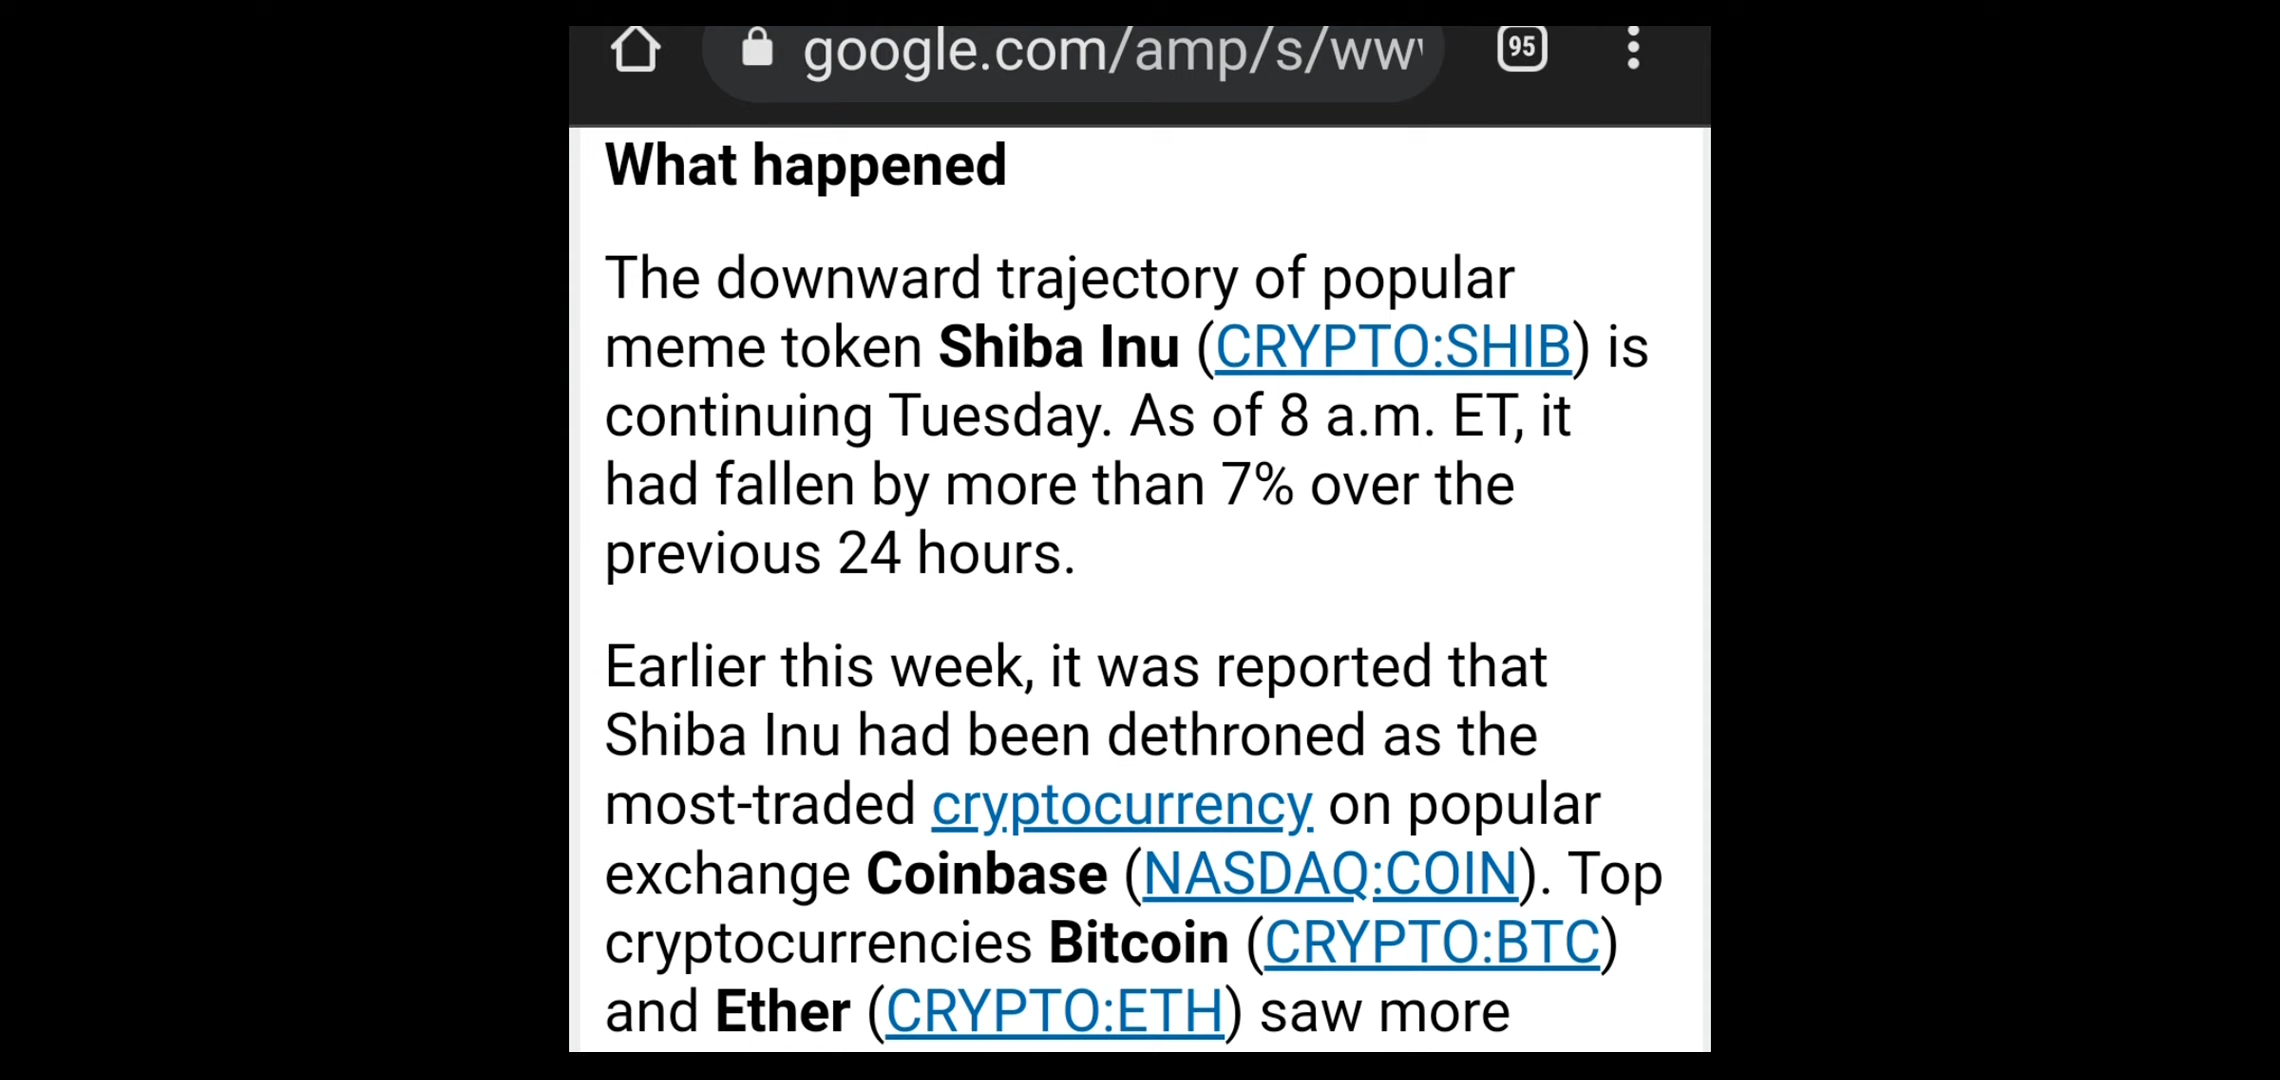 google.com/amp/s/ww
95
What happened
The downward trajectory of popular
meme token Shiba Inu (CRYPTO:SHIB) is
continuing Tuesday. As of 8 a.m. ET, it
had fallen by more than 7% over the
previous 24 hours.
Earlier this week, it was reported that
Shiba Inu had been dethroned as the
most-traded cryptocurrency on popular
exchange Coinbase (NASDAQ:COIN). Top
cryptocurrencies Bitcoin (CRYPTO:BTC)
and Ether (CRYPTO:ETH) saw more